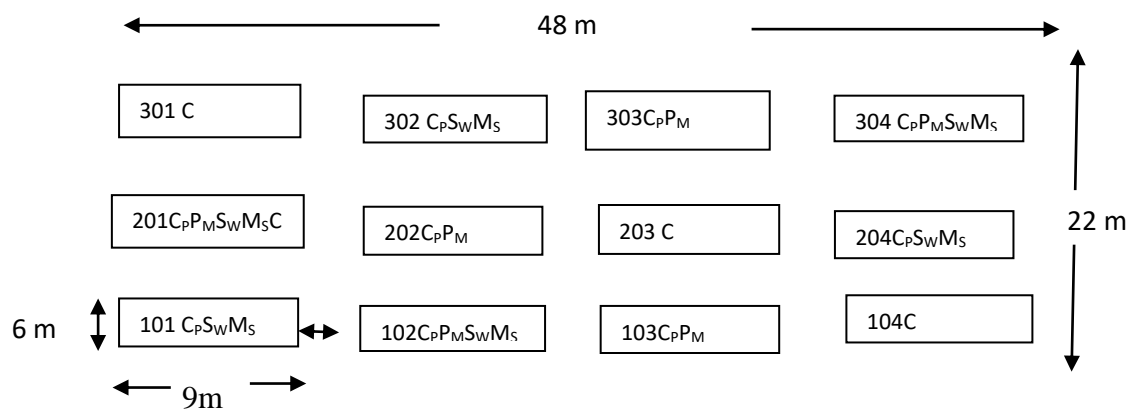 48 m
301 C
302 CPSWMS
303CPPM
304 CPPMSWMS
201CPPMSWMSC
202CPPM
203 C
204CPSWMS
22 m
6 m
101 CPSWMS
102CPPMSWMS
103CPPM
104C
9m